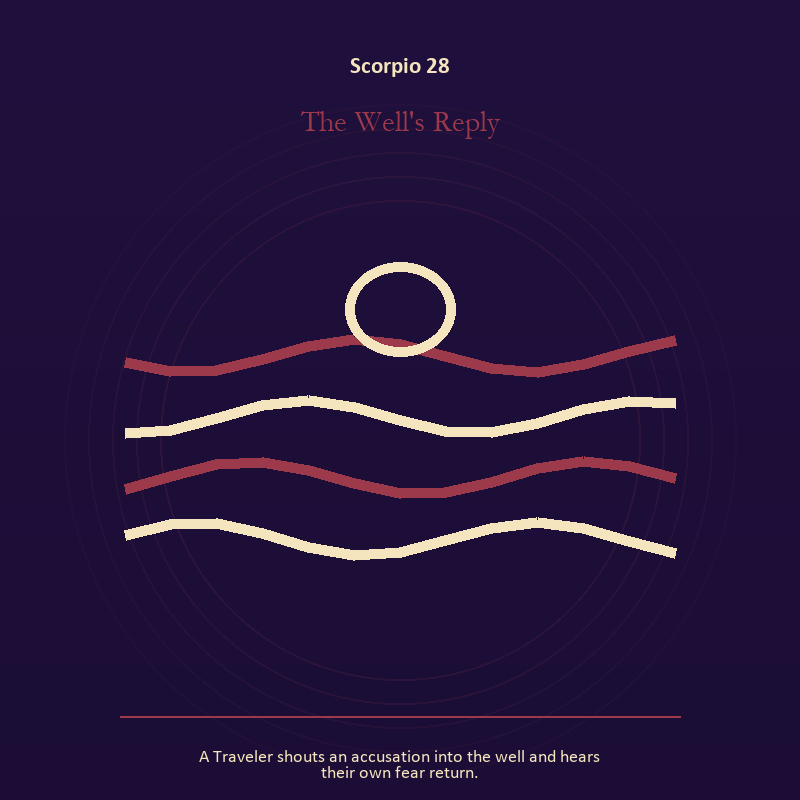 Scorpio 28
The Well's Reply
A Traveler shouts an accusation into the well and hears
their own fear return.